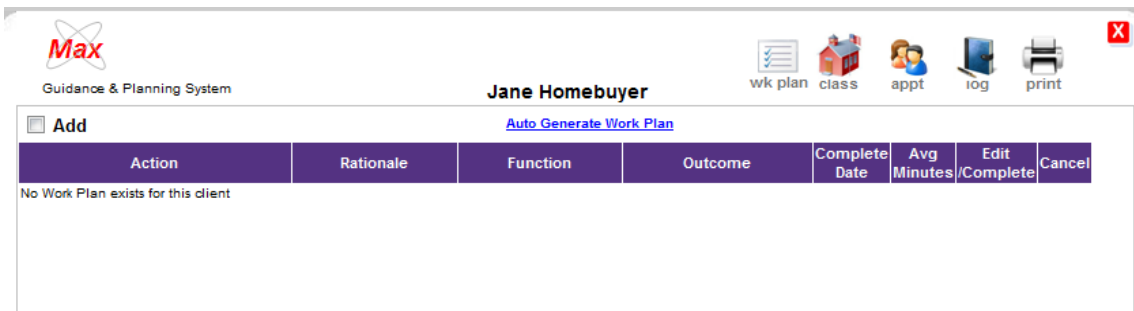 Max
Guidance & Planning System
Jane Homebuyer
wk plan class appt log print
X
Add
Auto Generate Work Plan
Action Rationale Function Outcome Complete Date Avg Minutes Edit /Complete Cancel
No Work Plan exists for this client